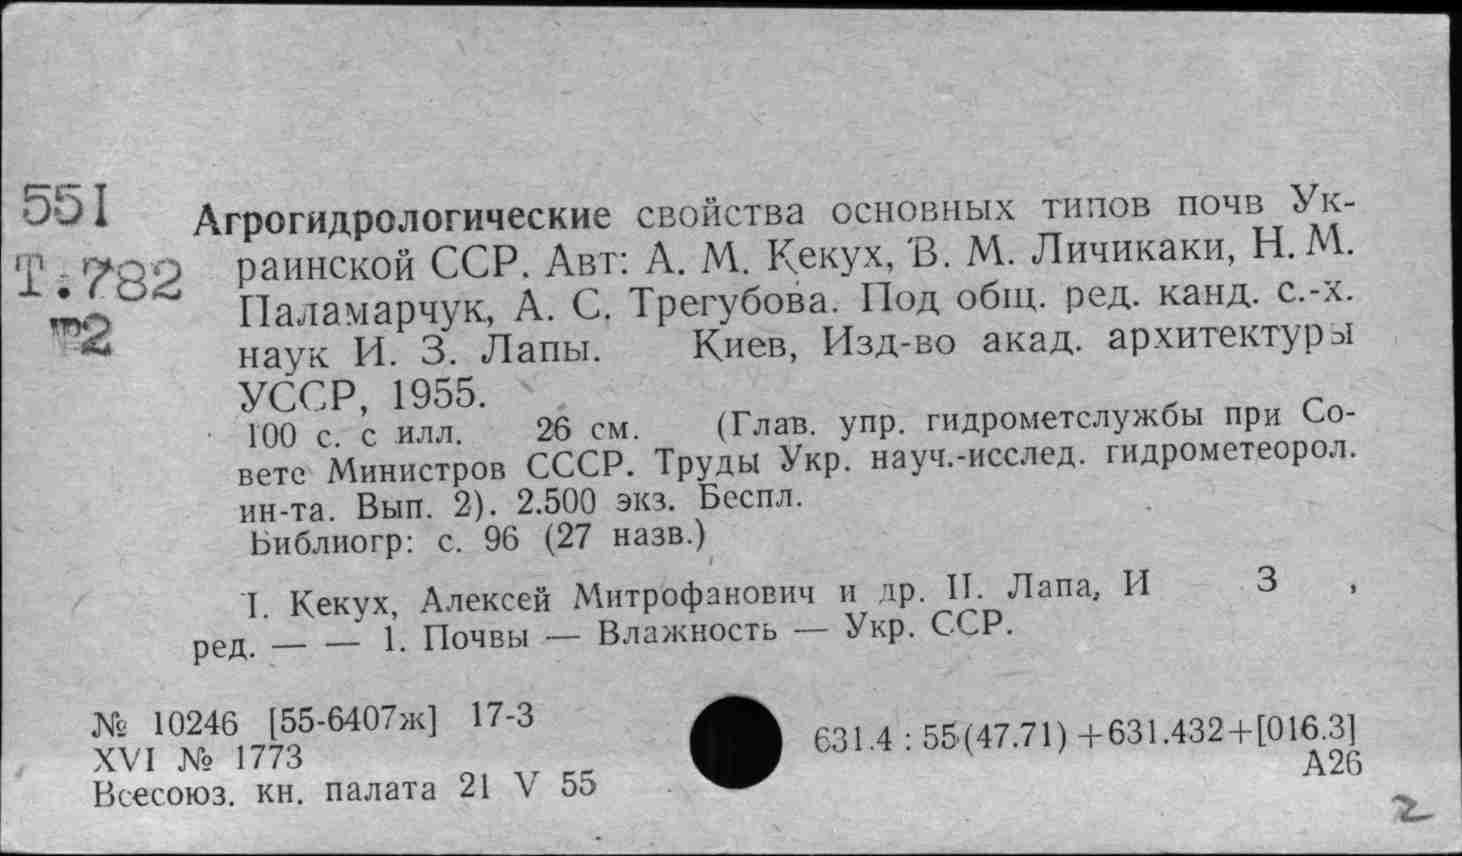 551
Т.782
т2
Агрогидрологические свойства основных типов почв Ук-
раинской ССР. Авт: А. М. Кекух, В. М. Личикаки, Н. М.
Паламарчук, А. С. Трегубова. Под общ. ред. канд. с.-х.
наук И. З. Лапы. Киев, Изд-во акад. архитектуры
УССР, 1955.
100 с. с илл. 26 см. (Глав. упр. гидрометслужбы при Со-
вете Министров СССР. Труды Укр. науч.-исслед. гидрометеорол.
ин-та. Вып. 2). 2.500 экз. Беспл.
Библиогр: с. 96 (27 назв.)
I. Кекух, Алексей Митрофанович и др. II. Лапа, И З ,
ред. — — 1. Почвы — Влажность — Укр. ССР.
№ 10246 [55-6407ж] 17-3
XVI № 1773
Всесоюз. кн. палата 21 V 55
631.4 : 55(47.71) +631.432+[016.3]
А26
2